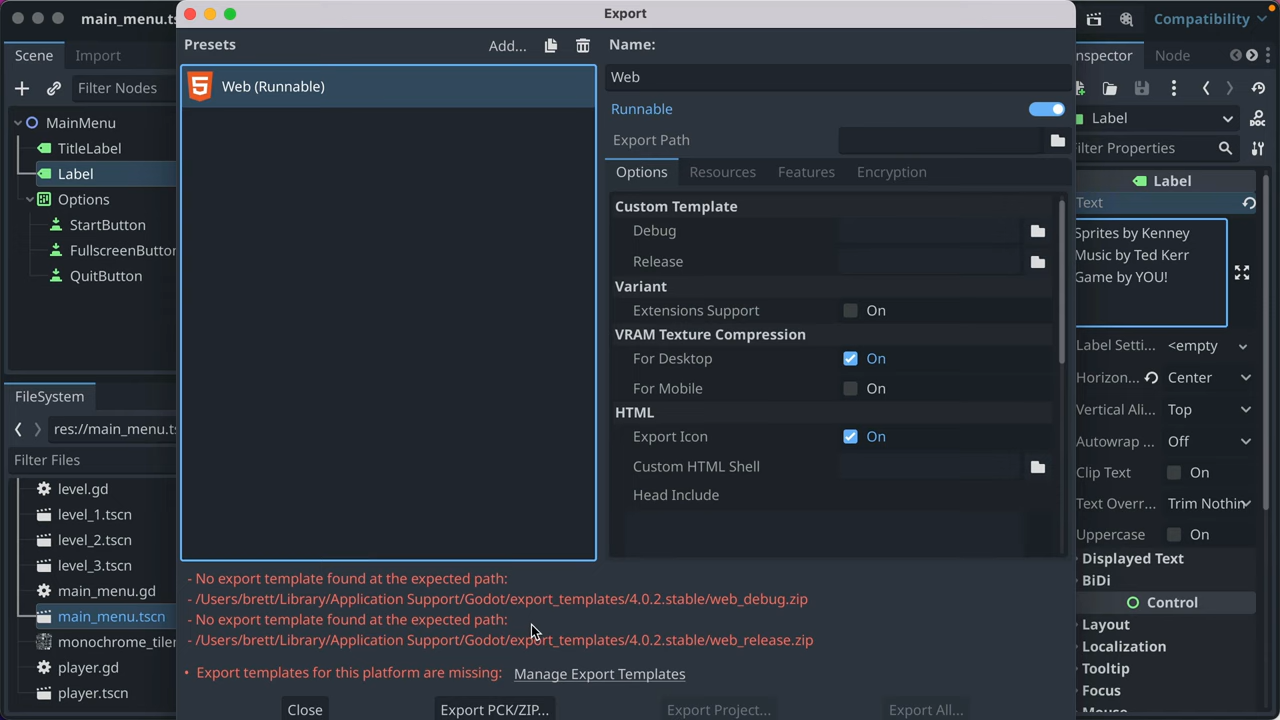 Export
main_menu.ts
Compatibility
Scene
Import
Filter Nodes
MainMenu
TitleLabel
Label
Options
StartButton
FullscreenButto
QuitButton
FileSystem
res://main_menu.ts
Filter Files
level.gd
level_1.tscn
level_2.tscn
level_3.tscn
main_menu.gd
main_menu.tscn
monochrome_tiler
player.gd
player.tscn
Presets
Add...
Web (Runnable)
Name:
Web
Runnable
Export Path
Options
Resources
Features
Encryption
Custom Template
Debug
Release
Variant
Extensions Support
On
VRAM Texture Compression
For Desktop
On
For Mobile
On
HTML
Export Icon
On
Custom HTML Shell
Head Include
- No export template found at the expected path:
- /Users/brett/Library/Application Support/Godot/export_templates/4.0.2.stable/web_debug.zip
- No export template found at the expected path:
- /Users/brett/Library/Application Support/Godot/export_templates/4.0.2.stable/web_release.zip
• Export templates for this platform are missing: Manage Export Templates
Close
Export PCK/ZIP...
Export Project...
Export All...
nspector
Node
Label
ilter Properties
Label
Text
Sprites by Kenney
Music by Ted Kerr
Game by YOU!
Label Setti...
<empty
Horizon...
Center
Vertical Ali...
Top
Autowrap ...
Off
Clip Text
On
Text Overr...
Trim Nothin
Uppercase
On
Displayed Text
BiDi
Control
Layout
Localization
Tooltip
Focus
Mouse